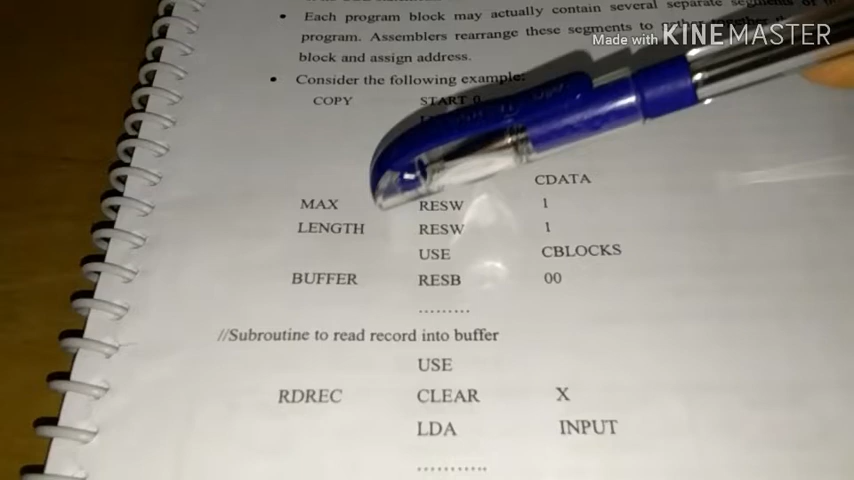 • Each program block may actually contain several separate segments of
program. Assemblers rearrange these segments to
block and assign address.
• Consider the following example:
COPY START 0
CDATA
MAX RESW 1
LENGTH RESW 1
USE CBLOCKS
BUFFER RESB 00
.........
//Subroutine to read record into buffer
USE
RDREC CLEAR X
LDA INPUT
...........
Made with KINEMASTER